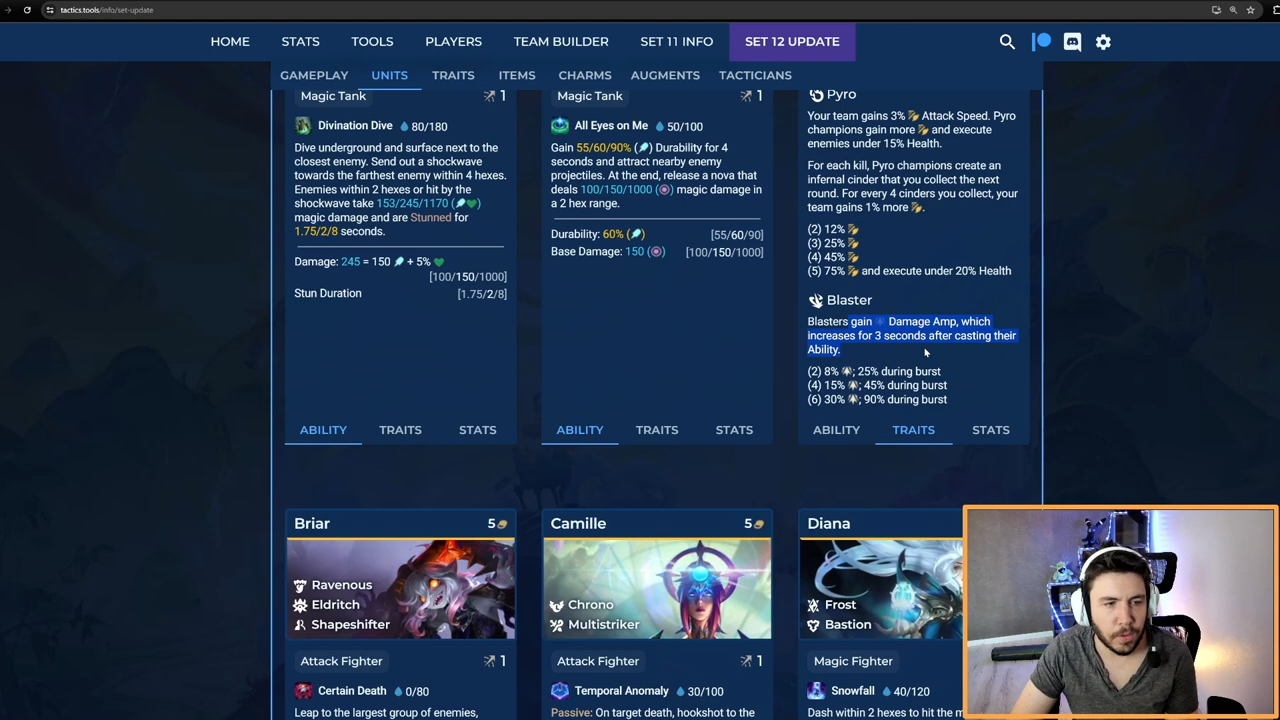 tactics.tools/info/set-update
HOME STATS TOOLS PLAYERS TEAM BUILDER SET 11 INFO SET 12 UPDATE
GAMEPLAY UNITS TRAITS ITEMS CHARMS AUGMENTS TACTICIANS
Magic Tank 1
Divination Dive 80/180
Dive underground and surface next to the
closest enemy. Send out a shockwave
towards the farthest enemy within 4 hexes.
Enemies within 2 hexes or hit by the
shockwave take 153/245/1170 ( )
magic damage and are Stunned for
1.75/2/8 seconds.
Damage: 245 = 150 + 5%
[100/150/1000]
Stun Duration [1.75/2/8]
ABILITY TRAITS STATS
Magic Tank 1
All Eyes on Me 50/100
Gain 55/60/90% ( ) Durability for 4
seconds and attract nearby enemy
projectiles. At the end, release a nova that
deals 100/150/1000 ( ) magic damage in
a 2 hex range.
Durability: 60% ( ) [55/60/90]
Base Damage: 150 ( ) [100/150/1000]
ABILITY TRAITS STATS
Pyro
Your team gains 3% Attack Speed. Pyro
champions gain more and execute
enemies under 15% Health.
For each kill, Pyro champions create an
infernal cinder that you collect the next
round. For every 4 cinders you collect, your
team gains 1% more .
(2) 12%
(3) 25%
(4) 45%
(5) 75% and execute under 20% Health
Blaster
Blasters gain Damage Amp, which
increases for 3 seconds after casting their
Ability.
(2) 8% ; 25% during burst
(4) 15% ; 45% during burst
(6) 30% ; 90% during burst
ABILITY TRAITS STATS
Briar 5
Ravenous
Eldritch
Shapeshifter
Attack Fighter 1
Certain Death 0/80
Leap to the largest group of enemies,
Camille 5
Chrono
Multistriker
Attack Fighter 1
Temporal Anomaly 30/100
Passive: On target death, hookshot to the
Diana
Frost
Bastion
Magic Fighter
Snowfall 40/120
Dash within 2 hexes to hit the m